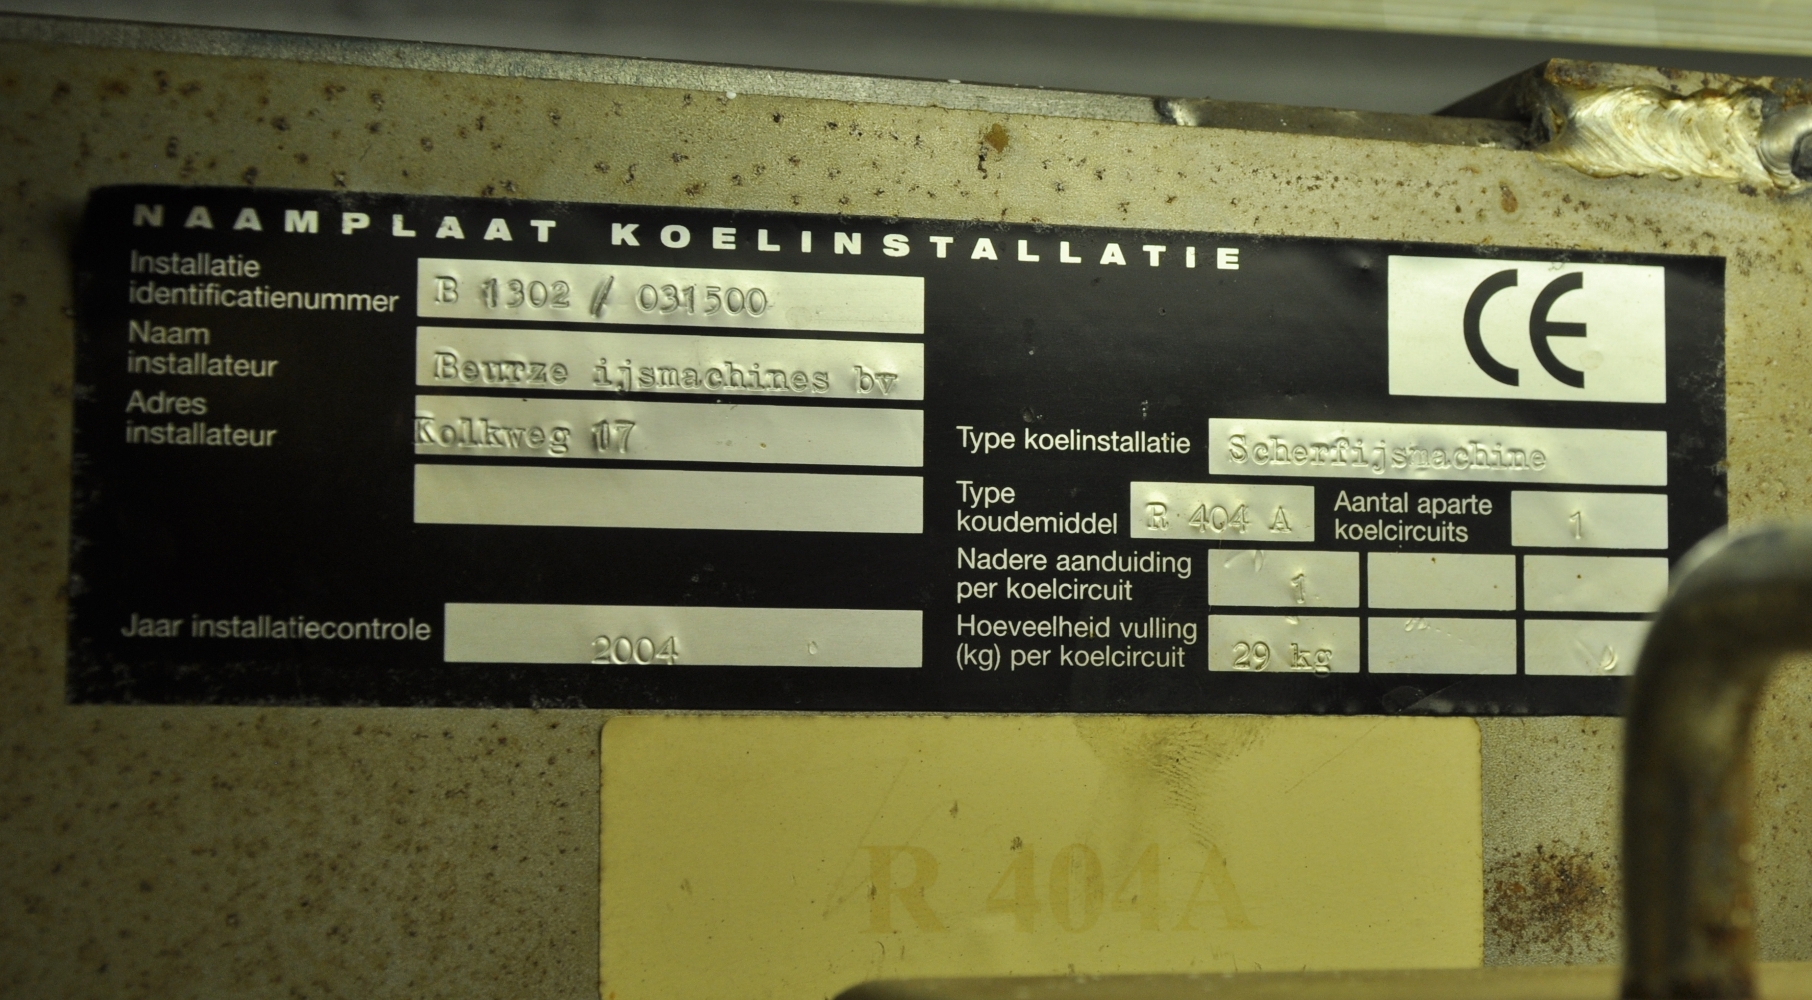 NAAMPLAAT KOELINSTALLATIE
Installatie
identificatienummer
B 1302 / 031500
Naam
installateur
Beurze ijsmachines bv
Adres
installateur
Kolkweg 17
Jaar installatiecontrole
2004
CE
Type koelinstallatie
Scherfijsmachine
Type
koudemiddel
R 404 A
Aantal aparte
koelcircuits
1
Nadere aanduiding
per koelcircuit
1
Hoeveelheid vulling
(kg) per koelcircuit
29 kg
R 404A